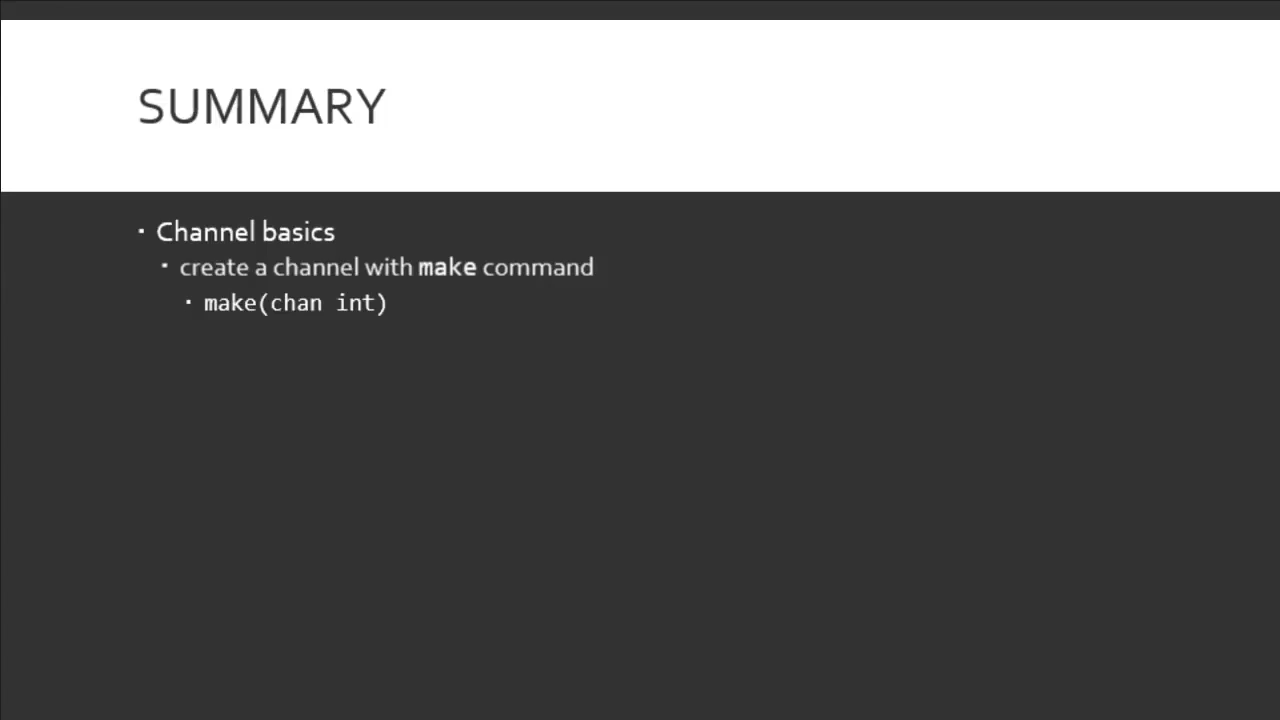 SUMMARY
▪ Channel basics
▪ create a channel with make command
▪ make(chan int)